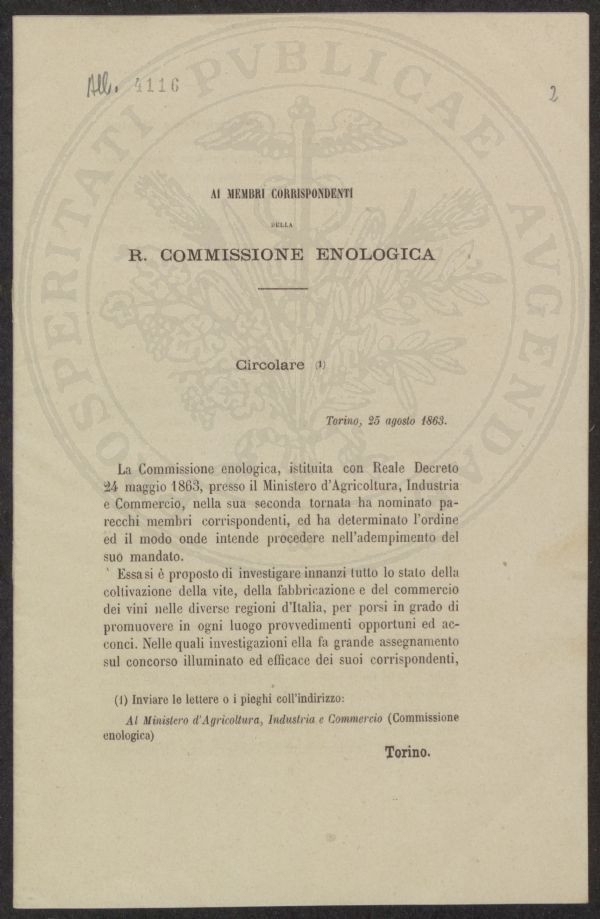 All. 4116
2
AI MEMBRI CORRISPONDENTI
DELLA
R. COMMISSIONE ENOLOGICA
Circolare (1)
Torino, 25 agosto 1863.
La Commissione enologica, istituita con Reale Decreto
24 maggio 1863, presso il Ministero d'Agricoltura, Industria
e Commercio, nella sua seconda tornata ha nominato pa-
recchi membri corrispondenti, ed ha determinato l'ordine
ed il modo onde intende procedere nell'adempimento del
suo mandato.
Essa si è proposto di investigare innanzi tutto lo stato della
coltivazione della vite, della fabbricazione e del commercio
dei vini nelle diverse regioni d'Italia, per porsi in grado di
promuovere in ogni luogo provvedimenti opportuni ed ac-
conci. Nelle quali investigazioni ella fa grande assegnamento
sul concorso illuminato ed efficace dei suoi corrispondenti,
(1) Inviare le lettere o i pieghi coll'indirizzo:
Al Ministero d'Agricoltura, Industria e Commercio (Commissione
enologica)
Torino.
PROSPERITATI PVBLICAE AVGENDAE